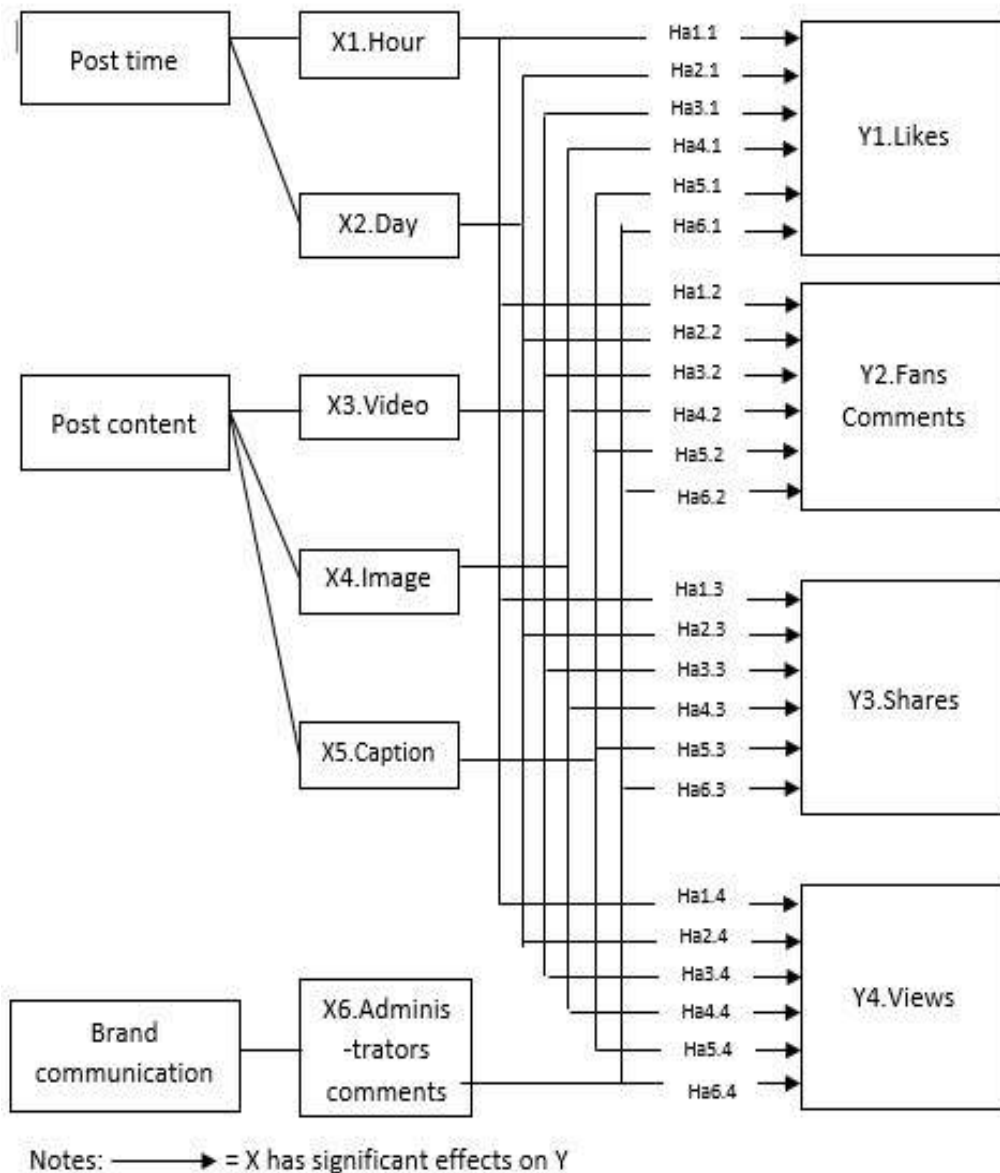 Post time
X1.Hour
X2.Day
Post content
X3.Video
X4.Image
X5.Caption
Brand
communication
X6.Adminis
-trators
comments
Ha1.1
Ha2.1
Ha3.1
Ha4.1
Ha5.1
Ha6.1
Y1.Likes
Ha1.2
Ha2.2
Ha3.2
Ha4.2
Ha5.2
Ha6.2
Y2.Fans
Comments
Ha1.3
Ha2.3
Ha3.3
Ha4.3
Ha5.3
Ha6.3
Y3.Shares
Ha1.4
Ha2.4
Ha3.4
Ha4.4
Ha5.4
Ha6.4
Y4.Views
Notes: = X has significant effects on Y